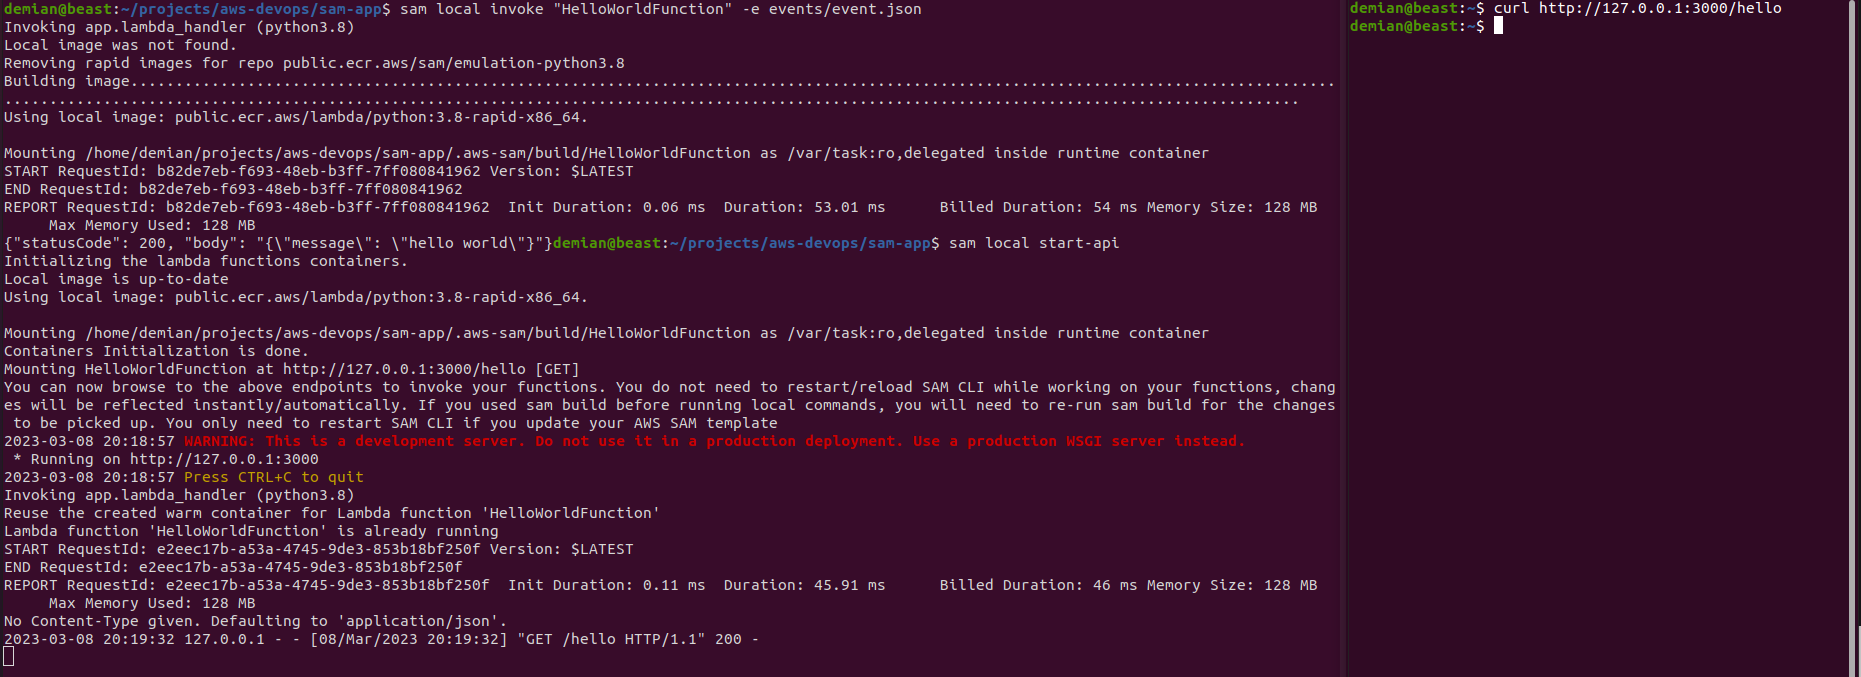 demian@beast:~/projects/aws-devops/sam-app$ sam local invoke "HelloWorldFunction" -e events/event.json
Invoking app.lambda_handler (python3.8)
Local image was not found.
Removing rapid images for repo public.ecr.aws/sam/emulation-python3.8
Building image......................................................................................................................................
................................................................................................................................................
Using local image: public.ecr.aws/lambda/python:3.8-rapid-x86_64.
Mounting /home/demian/projects/aws-devops/sam-app/.aws-sam/build/HelloWorldFunction as /var/task:ro,delegated inside runtime container
START RequestId: b82de7eb-f693-48eb-b3ff-7ff080841962 Version: $LATEST
END RequestId: b82de7eb-f693-48eb-b3ff-7ff080841962
REPORT RequestId: b82de7eb-f693-48eb-b3ff-7ff080841962  Init Duration: 0.06 ms  Duration: 53.01 ms      Billed Duration: 54 ms Memory Size: 128 MB
     Max Memory Used: 128 MB
{"statusCode": 200, "body": "{\"message\": \"hello world\"}"}demian@beast:~/projects/aws-devops/sam-app$ sam local start-api
Initializing the lambda functions containers.
Local image is up-to-date
Using local image: public.ecr.aws/lambda/python:3.8-rapid-x86_64.
Mounting /home/demian/projects/aws-devops/sam-app/.aws-sam/build/HelloWorldFunction as /var/task:ro,delegated inside runtime container
Containers Initialization is done.
Mounting HelloWorldFunction at http://127.0.0.1:3000/hello [GET]
You can now browse to the above endpoints to invoke your functions. You do not need to restart/reload SAM CLI while working on your functions, chang
es will be reflected instantly/automatically. If you used sam build before running local commands, you will need to re-run sam build for the changes
 to be picked up. You only need to restart SAM CLI if you update your AWS SAM template
2023-03-08 20:18:57 WARNING: This is a development server. Do not use it in a production deployment. Use a production WSGI server instead.
 * Running on http://127.0.0.1:3000
2023-03-08 20:18:57 Press CTRL+C to quit
Invoking app.lambda_handler (python3.8)
Reuse the created warm container for Lambda function 'HelloWorldFunction'
Lambda function 'HelloWorldFunction' is already running
START RequestId: e2eec17b-a53a-4745-9de3-853b18bf250f Version: $LATEST
END RequestId: e2eec17b-a53a-4745-9de3-853b18bf250f
REPORT RequestId: e2eec17b-a53a-4745-9de3-853b18bf250f  Init Duration: 0.11 ms  Duration: 45.91 ms      Billed Duration: 46 ms Memory Size: 128 MB
     Max Memory Used: 128 MB
No Content-Type given. Defaulting to 'application/json'.
2023-03-08 20:19:32 127.0.0.1 - - [08/Mar/2023 20:19:32] "GET /hello HTTP/1.1" 200 -
demian@beast:~$ curl http://127.0.0.1:3000/hello
demian@beast:~$